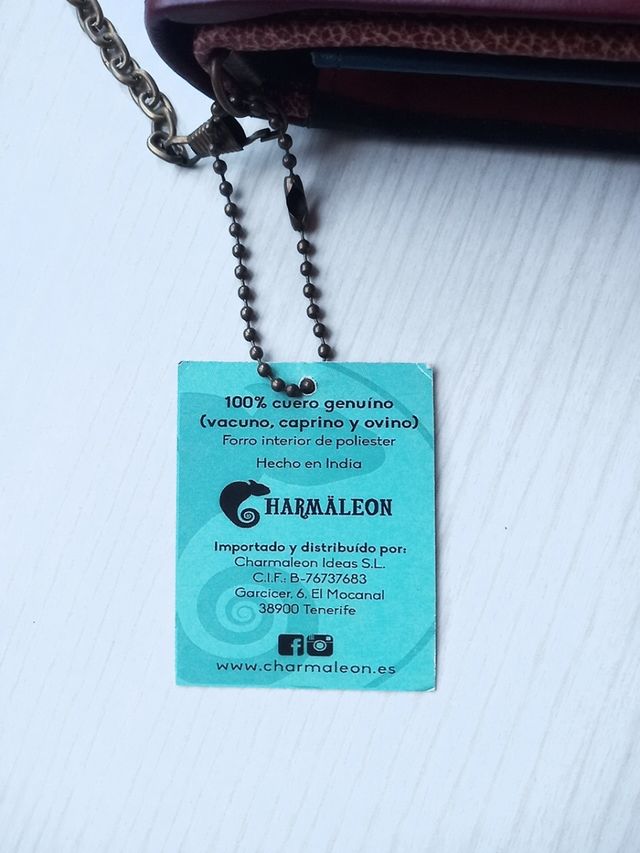 100% cuero genuíno
(vacuno, caprino y ovino)
Forro interior de poliester
Hecho en India
CHARMÄLEON
Importado y distribuído por:
Charmaleon Ideas S.L.
C.I.F.: B-76737683
Garcicer, 6, El Mocanal
38900 Tenerife
www.charmaleon.es